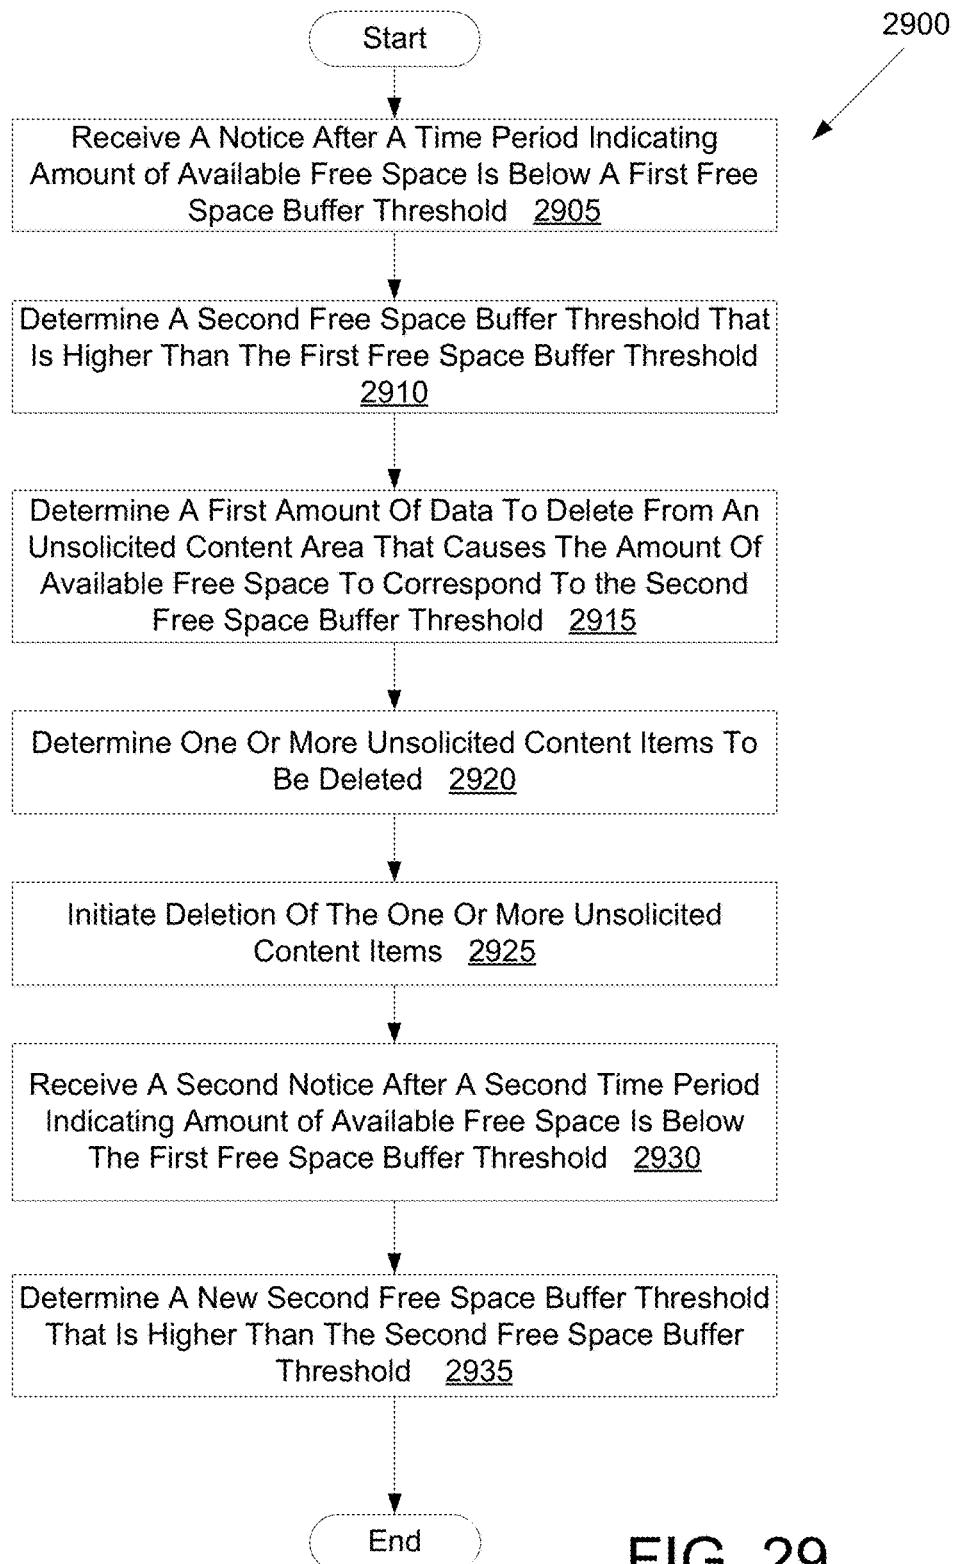 Start
2900
Receive A Notice After A Time Period Indicating
Amount of Available Free Space Is Below A First Free
Space Buffer Threshold 2905
Determine A Second Free Space Buffer Threshold That
Is Higher Than The First Free Space Buffer Threshold
2910
Determine A First Amount Of Data To Delete From An
Unsolicited Content Area That Causes The Amount Of
Available Free Space To Correspond To the Second
Free Space Buffer Threshold 2915
Determine One Or More Unsolicited Content Items To
Be Deleted 2920
Initiate Deletion Of The One Or More Unsolicited
Content Items 2925
Receive A Second Notice After A Second Time Period
Indicating Amount of Available Free Space Is Below
The First Free Space Buffer Threshold 2930
Determine A New Second Free Space Buffer Threshold
That Is Higher Than The Second Free Space Buffer
Threshold 2935
End
FIG. 29